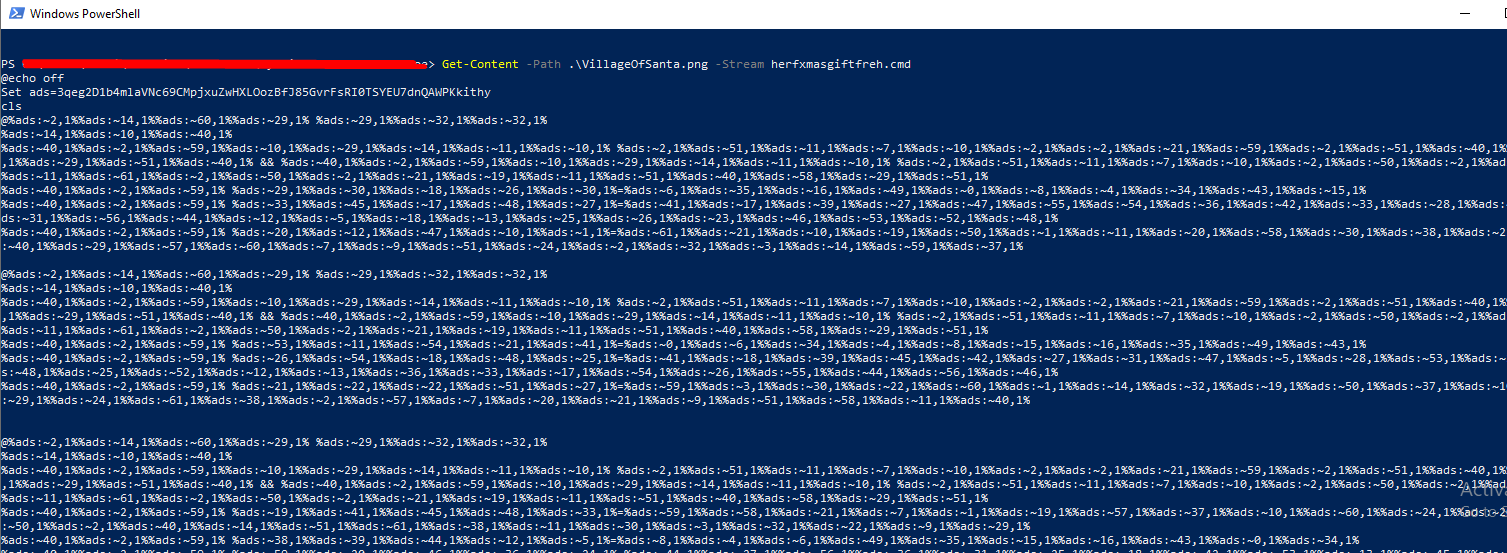 Windows PowerShell
PS > Get-Content -Path .\VillageOfSanta.png -Stream herfxmasgiftfreh.cmd
@echo off
Set ads=3qeg2D1b4mlaVNc69CMpjxuZwHXLOozBfJ85GvrFsRI0TSYEU7dnQAWPKkithy
cls
@%ads:~2,1%%ads:~14,1%%ads:~60,1%%ads:~29,1% %ads:~29,1%%ads:~32,1%%ads:~32,1%
%ads:~14,1%%ads:~10,1%%ads:~40,1%
%ads:~40,1%%ads:~2,1%%ads:~59,1%%ads:~10,1%%ads:~29,1%%ads:~14,1%%ads:~11,1%%ads:~10,1% %ads:~2,1%%ads:~51,1%%ads:~11,1%%ads:~7,1%%ads:~10,1%%ads:~2,1%%ads:~2,1%%ads:~21,1%%ads:~59,1%%ads:~2,1%%ads:~51,1%%ads:~40,1%
,1%%ads:~29,1%%ads:~51,1%%ads:~40,1% && %ads:~40,1%%ads:~2,1%%ads:~59,1%%ads:~10,1%%ads:~29,1%%ads:~14,1%%ads:~11,1%%ads:~10,1% %ads:~2,1%%ads:~51,1%%ads:~11,1%%ads:~7,1%%ads:~10,1%%ads:~2,1%%ads:~50,1%%ads:~2,1%
%ads:~11,1%%ads:~61,1%%ads:~2,1%%ads:~50,1%%ads:~2,1%%ads:~21,1%%ads:~19,1%%ads:~11,1%%ads:~51,1%%ads:~40,1%%ads:~58,1%%ads:~29,1%%ads:~51,1%
%ads:~40,1%%ads:~2,1%%ads:~59,1% %ads:~29,1%%ads:~30,1%%ads:~18,1%%ads:~26,1%%ads:~30,1%=%ads:~6,1%%ads:~35,1%%ads:~16,1%%ads:~49,1%%ads:~0,1%%ads:~8,1%%ads:~4,1%%ads:~34,1%%ads:~43,1%%ads:~15,1%
%ads:~40,1%%ads:~2,1%%ads:~59,1% %ads:~33,1%%ads:~45,1%%ads:~17,1%%ads:~48,1%%ads:~27,1%=%ads:~41,1%%ads:~17,1%%ads:~39,1%%ads:~27,1%%ads:~47,1%%ads:~55,1%%ads:~54,1%%ads:~36,1%%ads:~42,1%%ads:~33,1%%ads:~28,1%
ds:~31,1%%ads:~56,1%%ads:~44,1%%ads:~12,1%%ads:~5,1%%ads:~18,1%%ads:~13,1%%ads:~25,1%%ads:~26,1%%ads:~23,1%%ads:~46,1%%ads:~53,1%%ads:~52,1%%ads:~48,1%
%ads:~40,1%%ads:~2,1%%ads:~59,1% %ads:~20,1%%ads:~12,1%%ads:~47,1%%ads:~10,1%%ads:~1,1%=%ads:~61,1%%ads:~21,1%%ads:~10,1%%ads:~19,1%%ads:~50,1%%ads:~1,1%%ads:~11,1%%ads:~20,1%%ads:~58,1%%ads:~30,1%%ads:~38,1%
:~40,1%%ads:~29,1%%ads:~57,1%%ads:~60,1%%ads:~7,1%%ads:~9,1%%ads:~51,1%%ads:~24,1%%ads:~2,1%%ads:~32,1%%ads:~3,1%%ads:~14,1%%ads:~59,1%%ads:~37,1%
@%ads:~2,1%%ads:~14,1%%ads:~60,1%%ads:~29,1% %ads:~29,1%%ads:~32,1%%ads:~32,1%
%ads:~14,1%%ads:~10,1%%ads:~40,1%
%ads:~40,1%%ads:~2,1%%ads:~59,1%%ads:~10,1%%ads:~29,1%%ads:~14,1%%ads:~11,1%%ads:~10,1% %ads:~2,1%%ads:~51,1%%ads:~11,1%%ads:~7,1%%ads:~10,1%%ads:~2,1%%ads:~2,1%%ads:~21,1%%ads:~59,1%%ads:~2,1%%ads:~51,1%%ads:~40,1%
,1%%ads:~29,1%%ads:~51,1%%ads:~40,1% && %ads:~40,1%%ads:~2,1%%ads:~59,1%%ads:~10,1%%ads:~29,1%%ads:~14,1%%ads:~11,1%%ads:~10,1% %ads:~2,1%%ads:~51,1%%ads:~11,1%%ads:~7,1%%ads:~10,1%%ads:~2,1%%ads:~50,1%%ads:~2,1%
%ads:~11,1%%ads:~61,1%%ads:~2,1%%ads:~50,1%%ads:~2,1%%ads:~21,1%%ads:~19,1%%ads:~11,1%%ads:~51,1%%ads:~40,1%%ads:~58,1%%ads:~29,1%%ads:~51,1%
%ads:~40,1%%ads:~2,1%%ads:~59,1% %ads:~53,1%%ads:~11,1%%ads:~54,1%%ads:~21,1%%ads:~41,1%=%ads:~0,1%%ads:~6,1%%ads:~34,1%%ads:~4,1%%ads:~8,1%%ads:~15,1%%ads:~16,1%%ads:~35,1%%ads:~49,1%%ads:~43,1%
%ads:~40,1%%ads:~2,1%%ads:~59,1% %ads:~26,1%%ads:~54,1%%ads:~18,1%%ads:~48,1%%ads:~25,1%=%ads:~41,1%%ads:~18,1%%ads:~39,1%%ads:~45,1%%ads:~42,1%%ads:~27,1%%ads:~31,1%%ads:~47,1%%ads:~5,1%%ads:~28,1%%ads:~53,1%
s:~48,1%%ads:~25,1%%ads:~52,1%%ads:~12,1%%ads:~13,1%%ads:~36,1%%ads:~33,1%%ads:~17,1%%ads:~54,1%%ads:~26,1%%ads:~55,1%%ads:~44,1%%ads:~56,1%%ads:~46,1%
%ads:~40,1%%ads:~2,1%%ads:~59,1% %ads:~21,1%%ads:~22,1%%ads:~22,1%%ads:~51,1%%ads:~27,1%=%ads:~59,1%%ads:~3,1%%ads:~30,1%%ads:~22,1%%ads:~60,1%%ads:~1,1%%ads:~14,1%%ads:~32,1%%ads:~19,1%%ads:~50,1%%ads:~37,1%
:~29,1%%ads:~24,1%%ads:~61,1%%ads:~38,1%%ads:~2,1%%ads:~57,1%%ads:~7,1%%ads:~20,1%%ads:~21,1%%ads:~9,1%%ads:~51,1%%ads:~58,1%%ads:~11,1%%ads:~40,1%
@%ads:~2,1%%ads:~14,1%%ads:~60,1%%ads:~29,1% %ads:~29,1%%ads:~32,1%%ads:~32,1%
%ads:~14,1%%ads:~10,1%%ads:~40,1%
%ads:~40,1%%ads:~2,1%%ads:~59,1%%ads:~10,1%%ads:~29,1%%ads:~14,1%%ads:~11,1%%ads:~10,1% %ads:~2,1%%ads:~51,1%%ads:~11,1%%ads:~7,1%%ads:~10,1%%ads:~2,1%%ads:~2,1%%ads:~21,1%%ads:~59,1%%ads:~2,1%%ads:~51,1%%ads:~40,1%
,1%%ads:~29,1%%ads:~51,1%%ads:~40,1% && %ads:~40,1%%ads:~2,1%%ads:~59,1%%ads:~10,1%%ads:~29,1%%ads:~14,1%%ads:~11,1%%ads:~10,1% %ads:~2,1%%ads:~51,1%%ads:~11,1%%ads:~7,1%%ads:~10,1%%ads:~2,1%%ads:~50,1%
%ads:~11,1%%ads:~61,1%%ads:~2,1%%ads:~50,1%%ads:~2,1%%ads:~21,1%%ads:~19,1%%ads:~11,1%%ads:~51,1%%ads:~40,1%%ads:~58,1%%ads:~29,1%%ads:~51,1%
%ads:~40,1%%ads:~2,1%%ads:~59,1% %ads:~19,1%%ads:~41,1%%ads:~45,1%%ads:~48,1%%ads:~33,1%=%ads:~59,1%%ads:~58,1%%ads:~21,1%%ads:~7,1%%ads:~1,1%%ads:~19,1%%ads:~57,1%%ads:~37,1%%ads:~10,1%%ads:~60,1%%ads:~24,1%
:~50,1%%ads:~2,1%%ads:~40,1%%ads:~14,1%%ads:~51,1%%ads:~61,1%%ads:~38,1%%ads:~11,1%%ads:~30,1%%ads:~3,1%%ads:~32,1%%ads:~22,1%%ads:~9,1%%ads:~29,1%
%ads:~40,1%%ads:~2,1%%ads:~59,1% %ads:~38,1%%ads:~39,1%%ads:~44,1%%ads:~12,1%%ads:~5,1%=%ads:~8,1%%ads:~4,1%%ads:~6,1%%ads:~49,1%%ads:~35,1%%ads:~15,1%%ads:~16,1%%ads:~43,1%%ads:~0,1%%ads:~34,1%